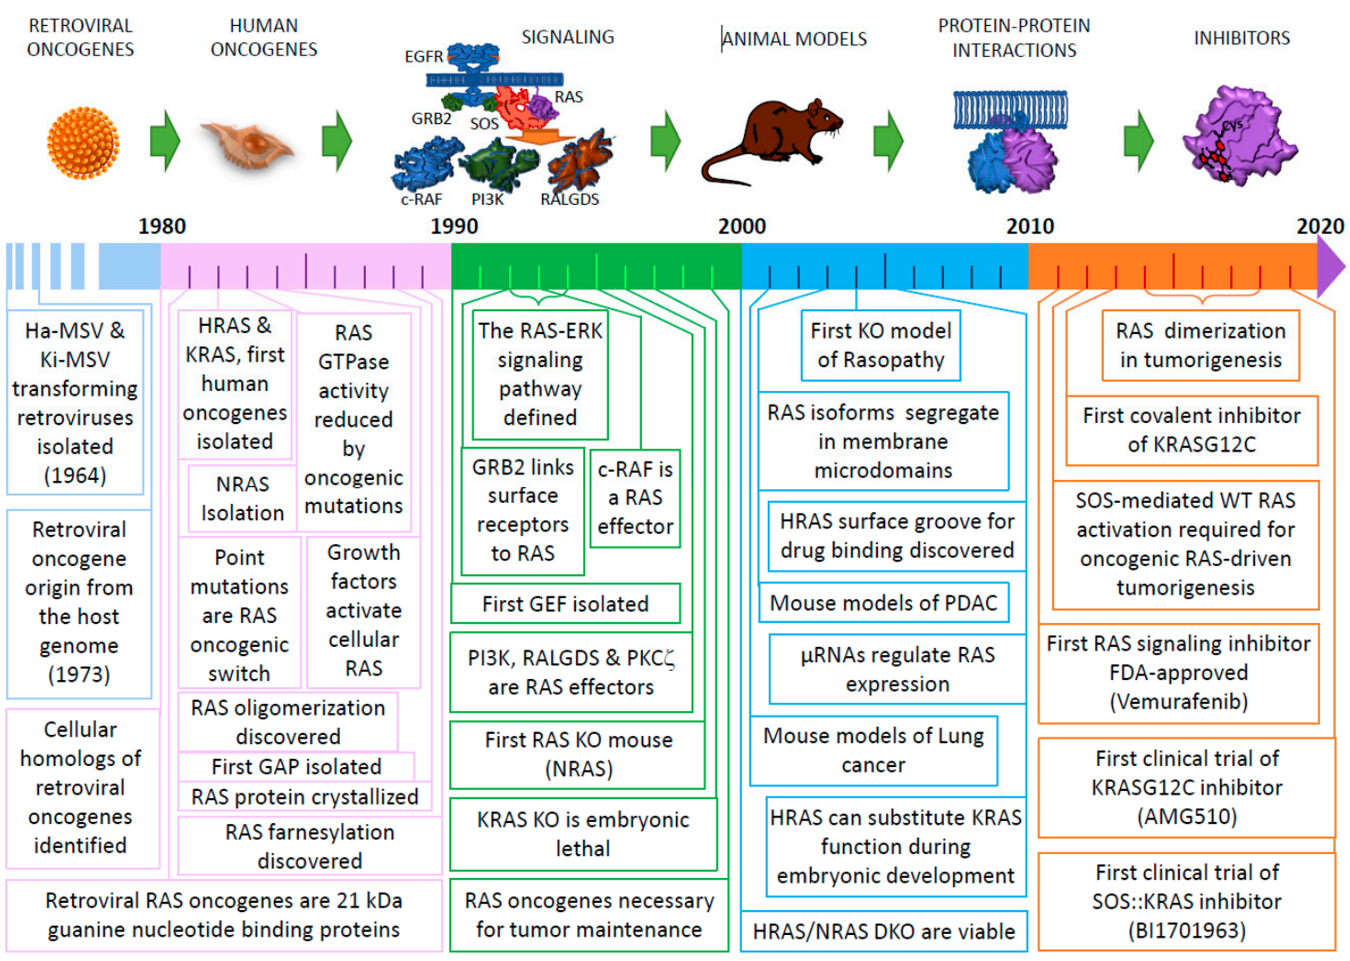 RETROVIRAL
ONCOGENES
HUMAN
ONCOGENES
SIGNALING
EGFR
GRB2
SOS
RAS
c-RAF
PI3K
RALGDS
ANIMAL MODELS
PROTEIN-PROTEIN
INTERACTIONS
INHIBITORS
Cys
1980
1990
2000
2010
2020
Ha-MSV &
Ki-MSV
transforming
retroviruses
isolated
(1964)
Retroviral
oncogene
origin from
the host
genome
(1973)
Cellular
homologs of
retroviral
oncogenes
identified
HRAS &
KRAS, first
human
oncogenes
isolated
RAS
GTPase
activity
reduced
by
oncogenic
mutations
NRAS
Isolation
Point
mutations
are RAS
oncogenic
switch
Growth
factors
activate
cellular
RAS
RAS oligomerization
discovered
First GAP isolated
RAS protein crystallized
RAS farnesylation
discovered
Retroviral RAS oncogenes are 21 kDa
guanine nucleotide binding proteins
The RAS-ERK
signaling
pathway
defined
GRB2 links
surface
receptors
to RAS
c-RAF is
a RAS
effector
First GEF isolated
PI3K, RALGDS & PKCζ
are RAS effectors
First RAS KO mouse
(NRAS)
KRAS KO is embryonic
lethal
RAS oncogenes necessary
for tumor maintenance
First KO model
of Rasopathy
RAS isoforms segregate
in membrane
microdomains
HRAS surface groove for
drug binding discovered
Mouse models of PDAC
µRNAs regulate RAS
expression
Mouse models of Lung
cancer
HRAS can substitute KRAS
function during
embryonic development
HRAS/NRAS DKO are viable
RAS dimerization
in tumorigenesis
First covalent inhibitor
of KRASG12C
SOS-mediated WT RAS
activation required for
oncogenic RAS-driven
tumorigenesis
First RAS signaling inhibitor
FDA-approved
(Vemurafenib)
First clinical trial of
KRASG12C inhibitor
(AMG510)
First clinical trial of
SOS::KRAS inhibitor
(BI1701963)